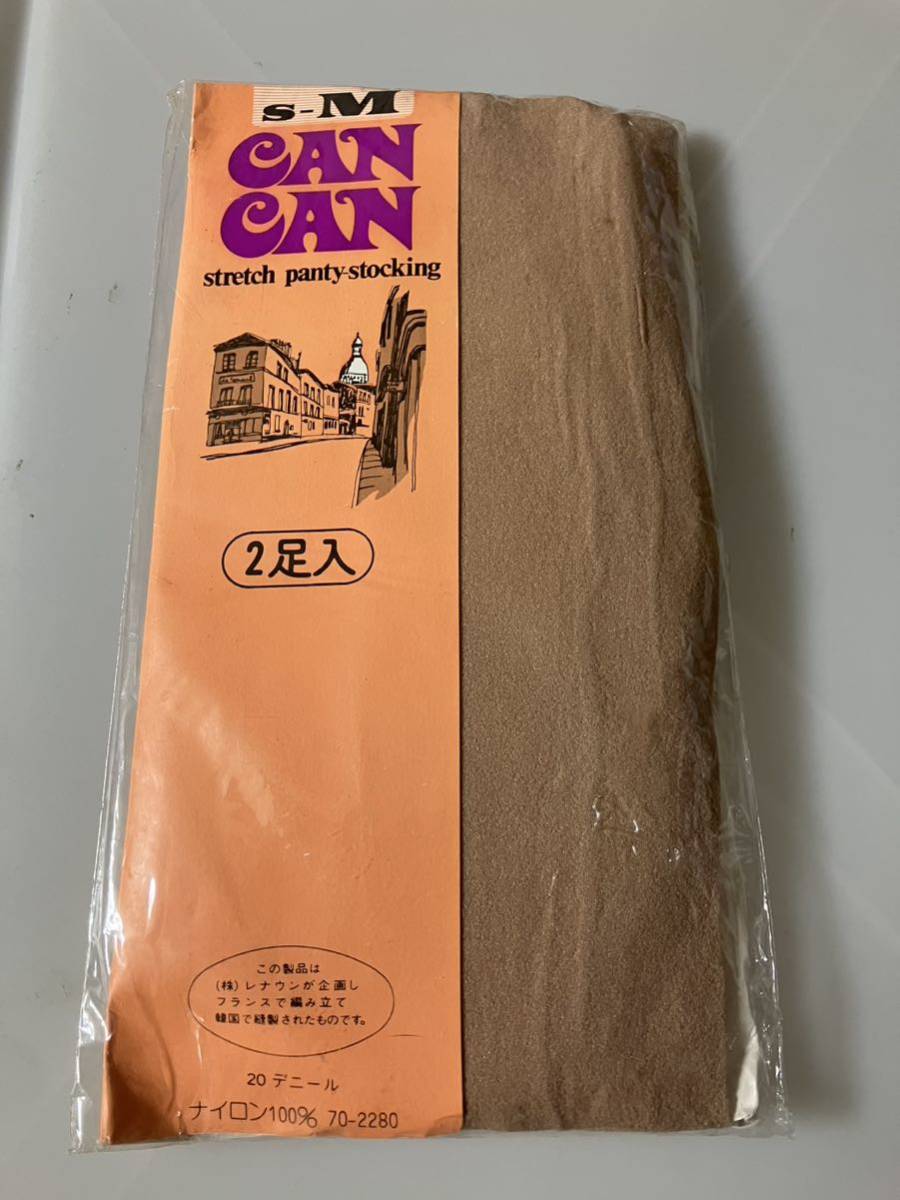 S-M
CAN
CAN
stretch panty-stocking
2足入
この製品は
(株)レナウンが企画し
フランスで編み立て
韓国で縫製されたものです。
20 デニール
ナイロン100% 70-2280